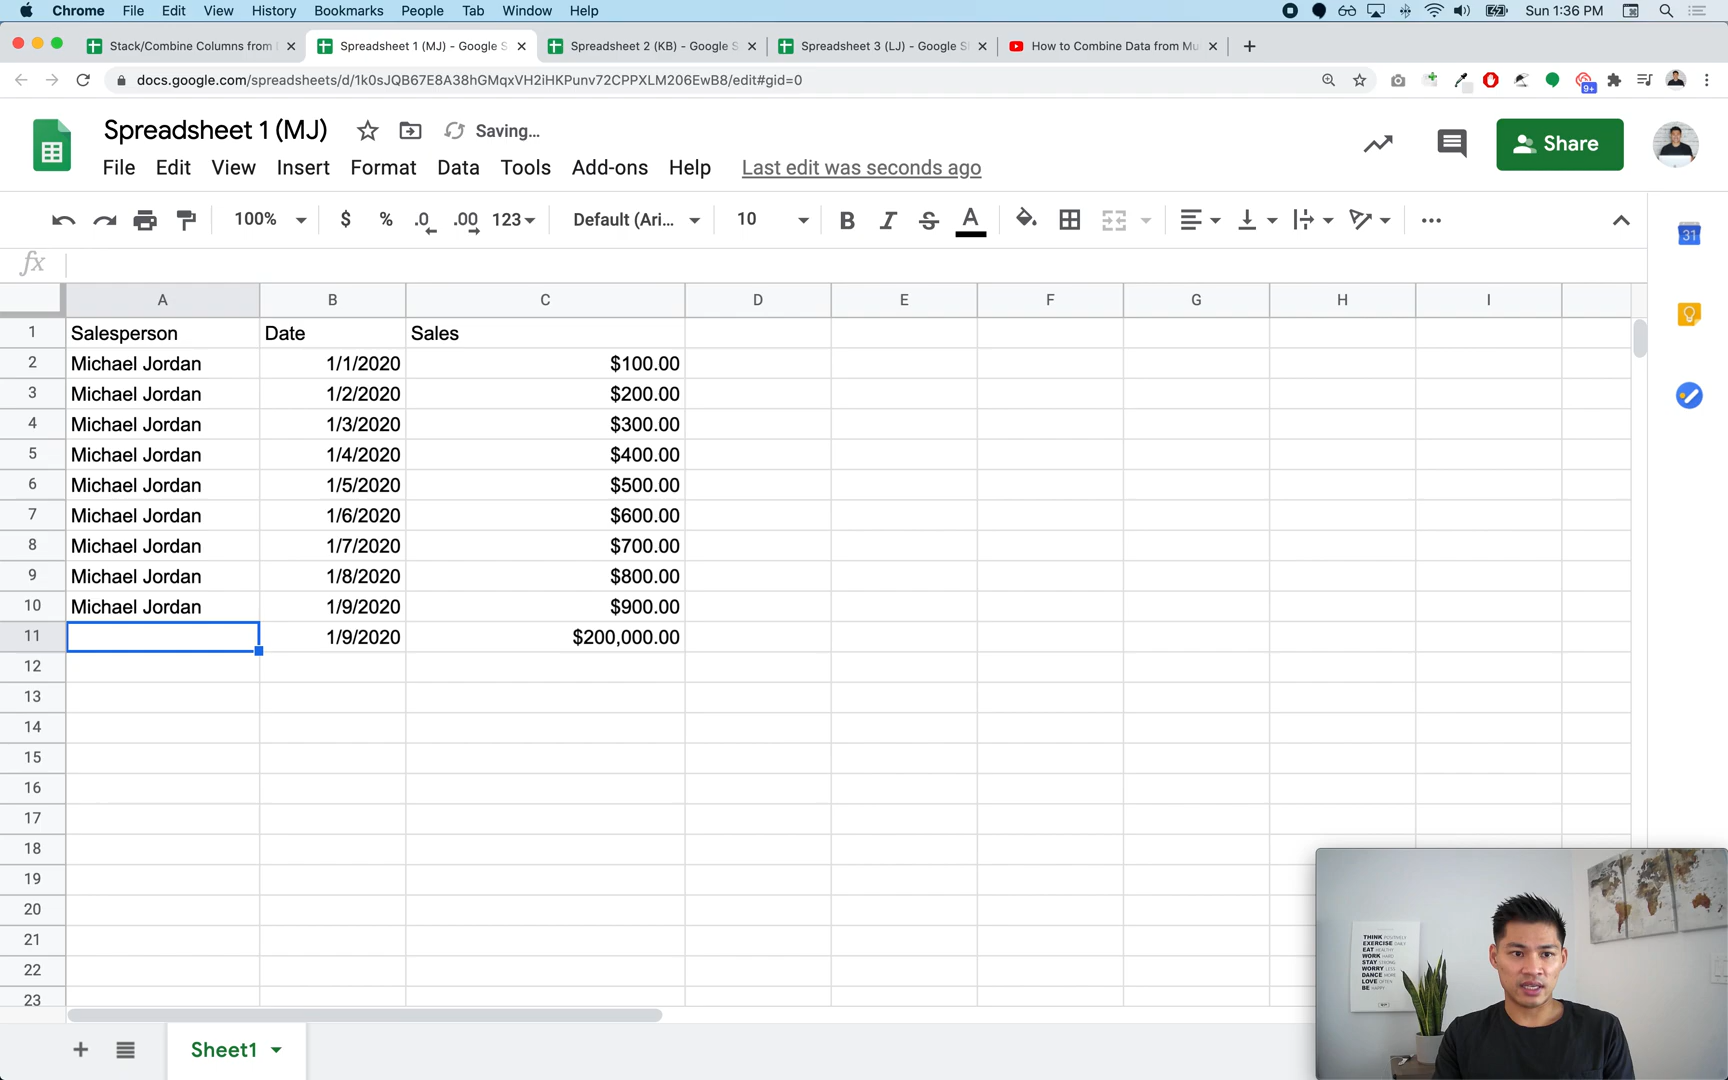 Chrome File Edit View History Bookmarks People Tab Window Help Sun 1:36 PM
Stack/Combine Columns from Spreadsheet 1 (MJ) - Google S Spreadsheet 2 (KB) - Google S Spreadsheet 3 (LJ) - Google Sh How to Combine Data from Mu
docs.google.com/spreadsheets/d/1k0sJQB67E8A38hGMqxVH2iHKPunv72CPPXLM206EwB8/edit#gid=0 9+
Spreadsheet 1 (MJ) Saving…
Share
File Edit View Insert Format Data Tools Add-ons Help Last edit was seconds ago
100% $ % .0 .00 123 Default (Ari... 10 B I S A
31
fx
A B C D E F G H I
1 Salesperson Date Sales
2 Michael Jordan 1/1/2020 $100.00
3 Michael Jordan 1/2/2020 $200.00
4 Michael Jordan 1/3/2020 $300.00
5 Michael Jordan 1/4/2020 $400.00
6 Michael Jordan 1/5/2020 $500.00
7 Michael Jordan 1/6/2020 $600.00
8 Michael Jordan 1/7/2020 $700.00
9 Michael Jordan 1/8/2020 $800.00
10 Michael Jordan 1/9/2020 $900.00
11 1/9/2020 $200,000.00
12
13
14
15
16
17
18
19
20
21
22
23
THINK POSITIVELY
EXERCISE DAILY
EAT HEALTHY
WORK HARD
STAY STRONG
WORRY LESS
DANCE MORE
LOVE OFTEN
BE HAPPY
Sheet1